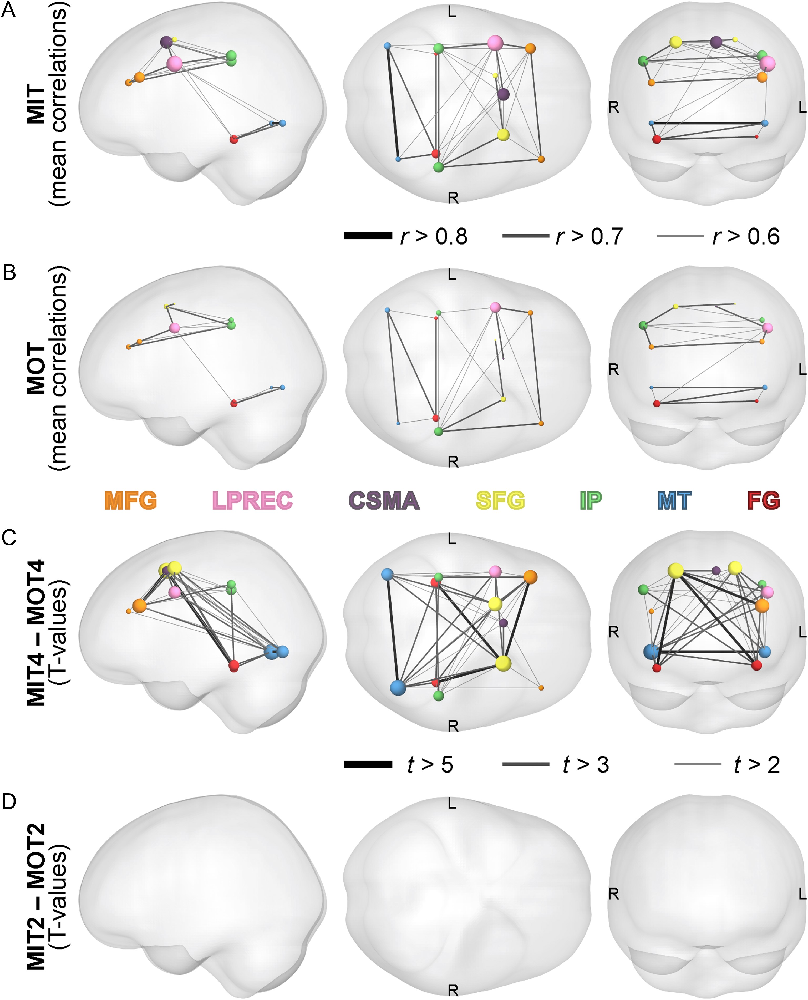 A
MIT
(mean correlations)
L
R
R
L
r > 0.8
r > 0.7
r > 0.6
B
MOT
(mean correlations)
L
R
R
L
MFG
LPREC
CSMA
SFG
IP
MT
FG
C
MIT4 – MOT4
(T-values)
L
R
R
L
t > 5
t > 3
t > 2
D
MIT2 – MOT2
(T-values)
L
R
R
L